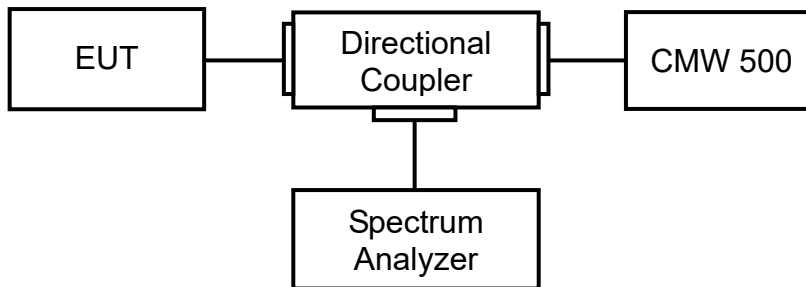 EUT
Directional
Coupler
CMW 500
Spectrum
Analyzer